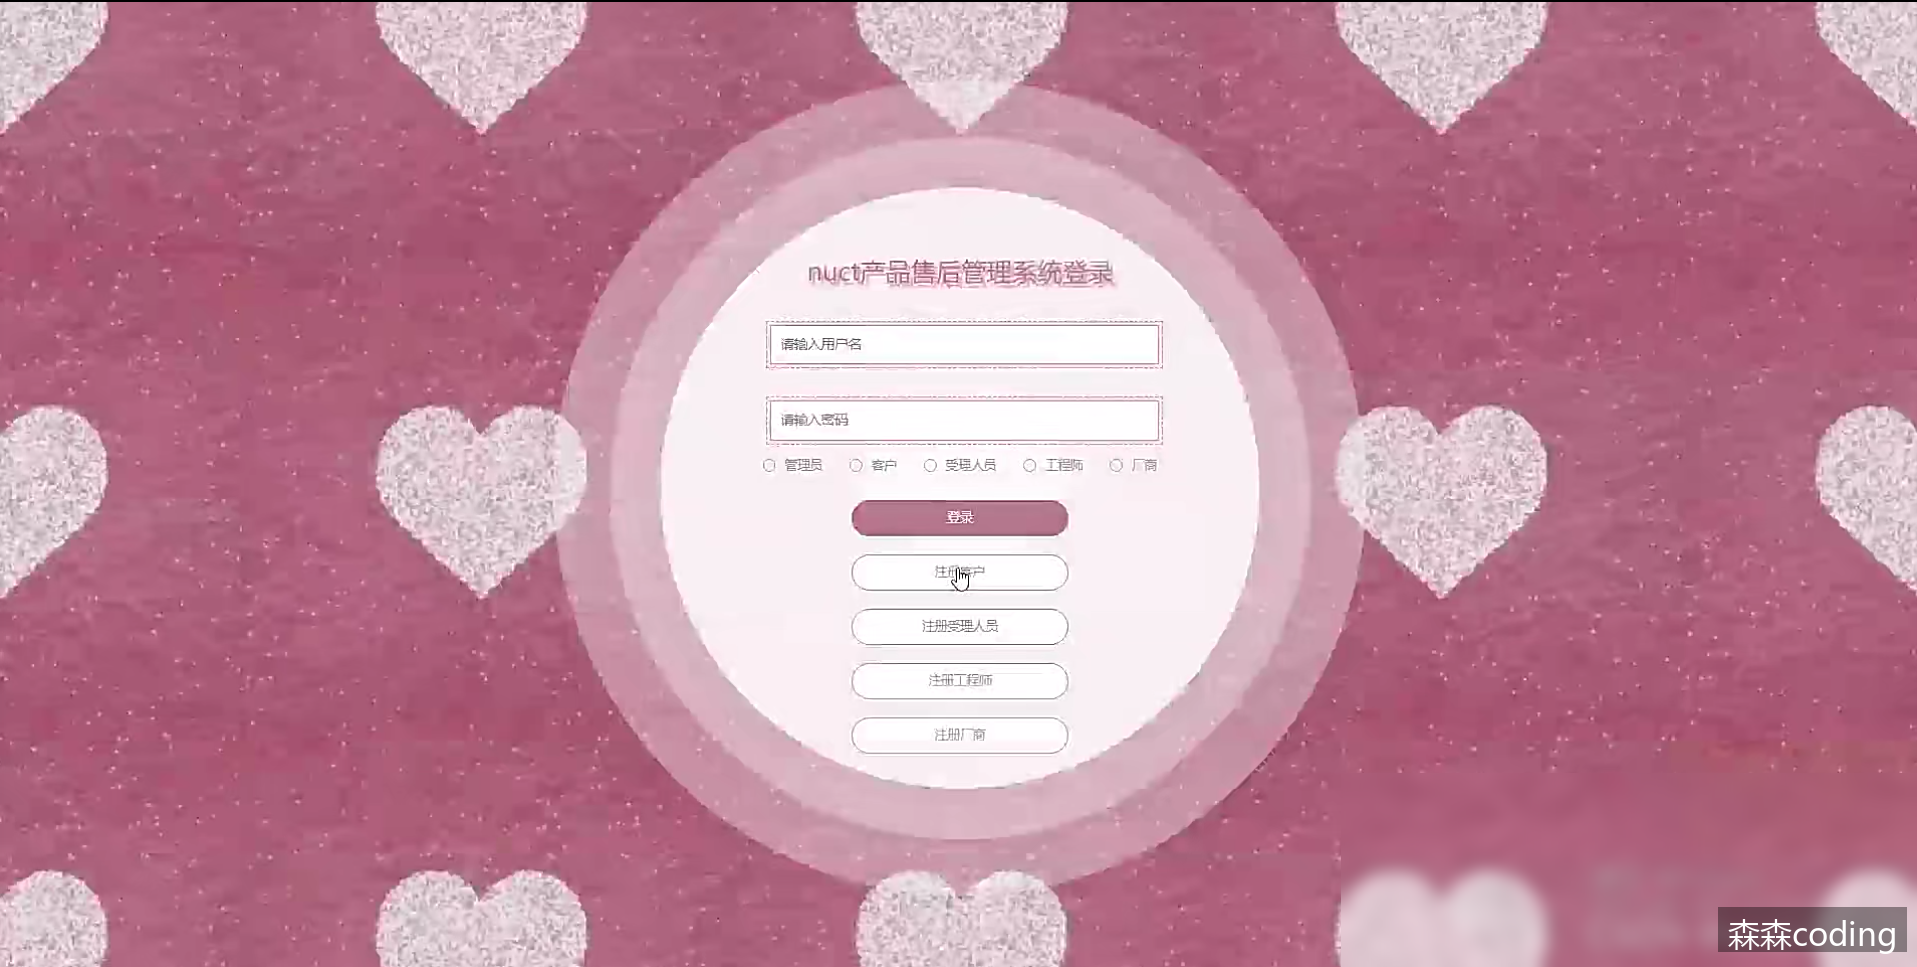 nuct产品售后管理系统登录
请输入用户名
请输入密码
管理员 客户 受理人员 工程师 厂商
登录
注册客户
注册受理人员
注册工程师
注册厂商
森森coding